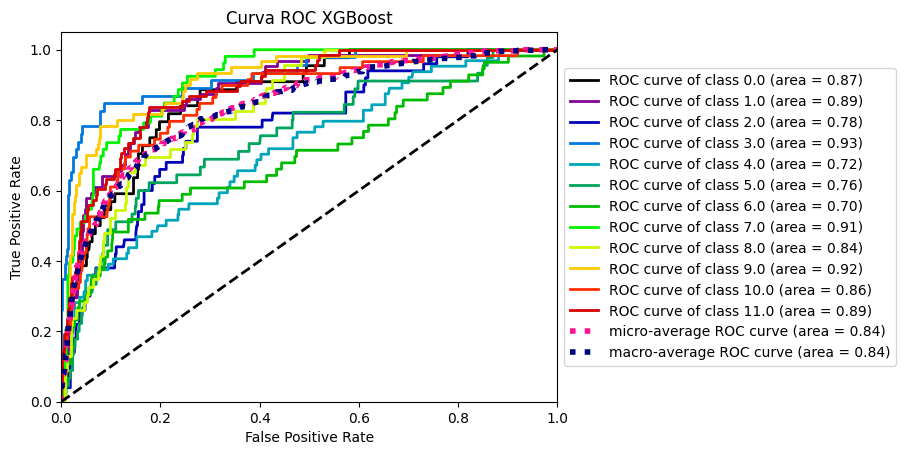 Curva ROC XGBoost
1.0
0.8
0.6
0.4
0.2
0.0
True Positive Rate
0.0 0.2 0.4 0.6 0.8 1.0
False Positive Rate
ROC curve of class 0.0 (area = 0.87)
ROC curve of class 1.0 (area = 0.89)
ROC curve of class 2.0 (area = 0.78)
ROC curve of class 3.0 (area = 0.93)
ROC curve of class 4.0 (area = 0.72)
ROC curve of class 5.0 (area = 0.76)
ROC curve of class 6.0 (area = 0.70)
ROC curve of class 7.0 (area = 0.91)
ROC curve of class 8.0 (area = 0.84)
ROC curve of class 9.0 (area = 0.92)
ROC curve of class 10.0 (area = 0.86)
ROC curve of class 11.0 (area = 0.89)
micro-average ROC curve (area = 0.84)
macro-average ROC curve (area = 0.84)